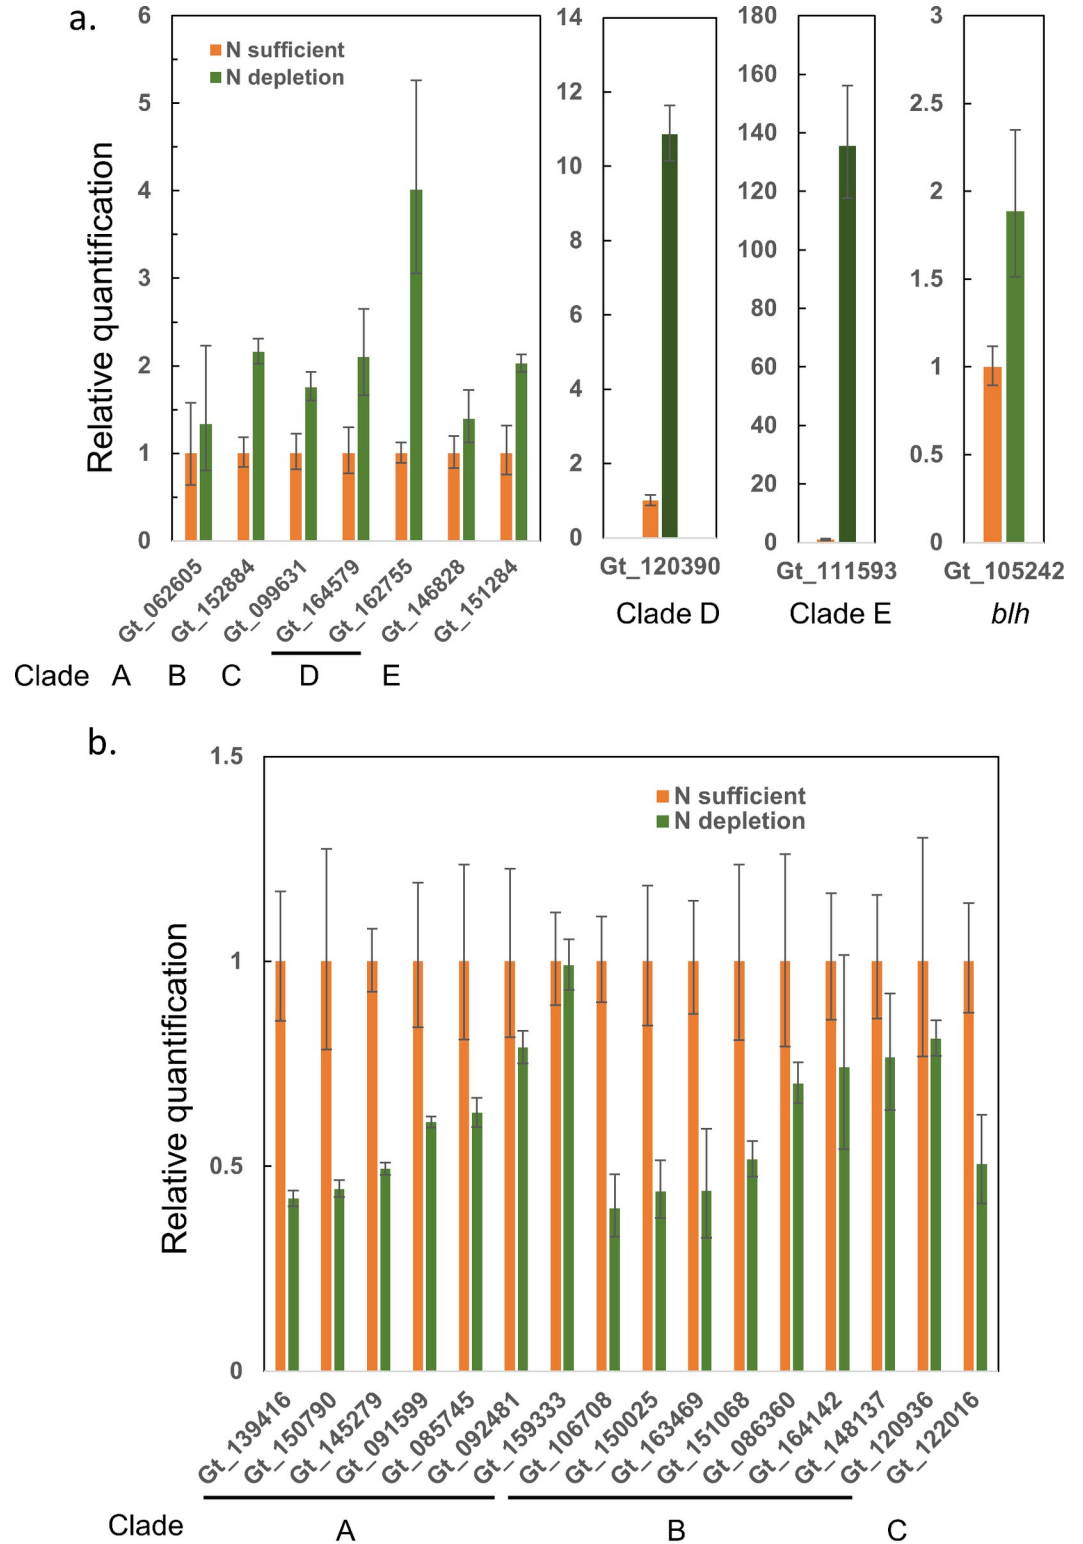 a.
N sufficient
N depletion
Relative quantification
6
5
4
3
2
1
0
Gt_062605
Gt_152884
Gt_099631
Gt_164579
Gt_162755
Gt_146828
Gt_151284
Clade A B C D E
14
12
10
8
6
4
2
0
Gt_120390
Clade D
180
160
140
120
100
80
60
40
20
0
Gt_111593
Clade E
3
2.5
2
1.5
1
0.5
0
Gt_105242
blh
b.
N sufficient
N depletion
Relative quantification
1.5
1
0.5
0
Gt_139416
Gt_150790
Gt_145279
Gt_091599
Gt_085745
Gt_092481
Gt_159333
Gt_106708
Gt_150025
Gt_163469
Gt_151068
Gt_086360
Gt_164142
Gt_148137
Gt_120936
Gt_122016
Clade A B C